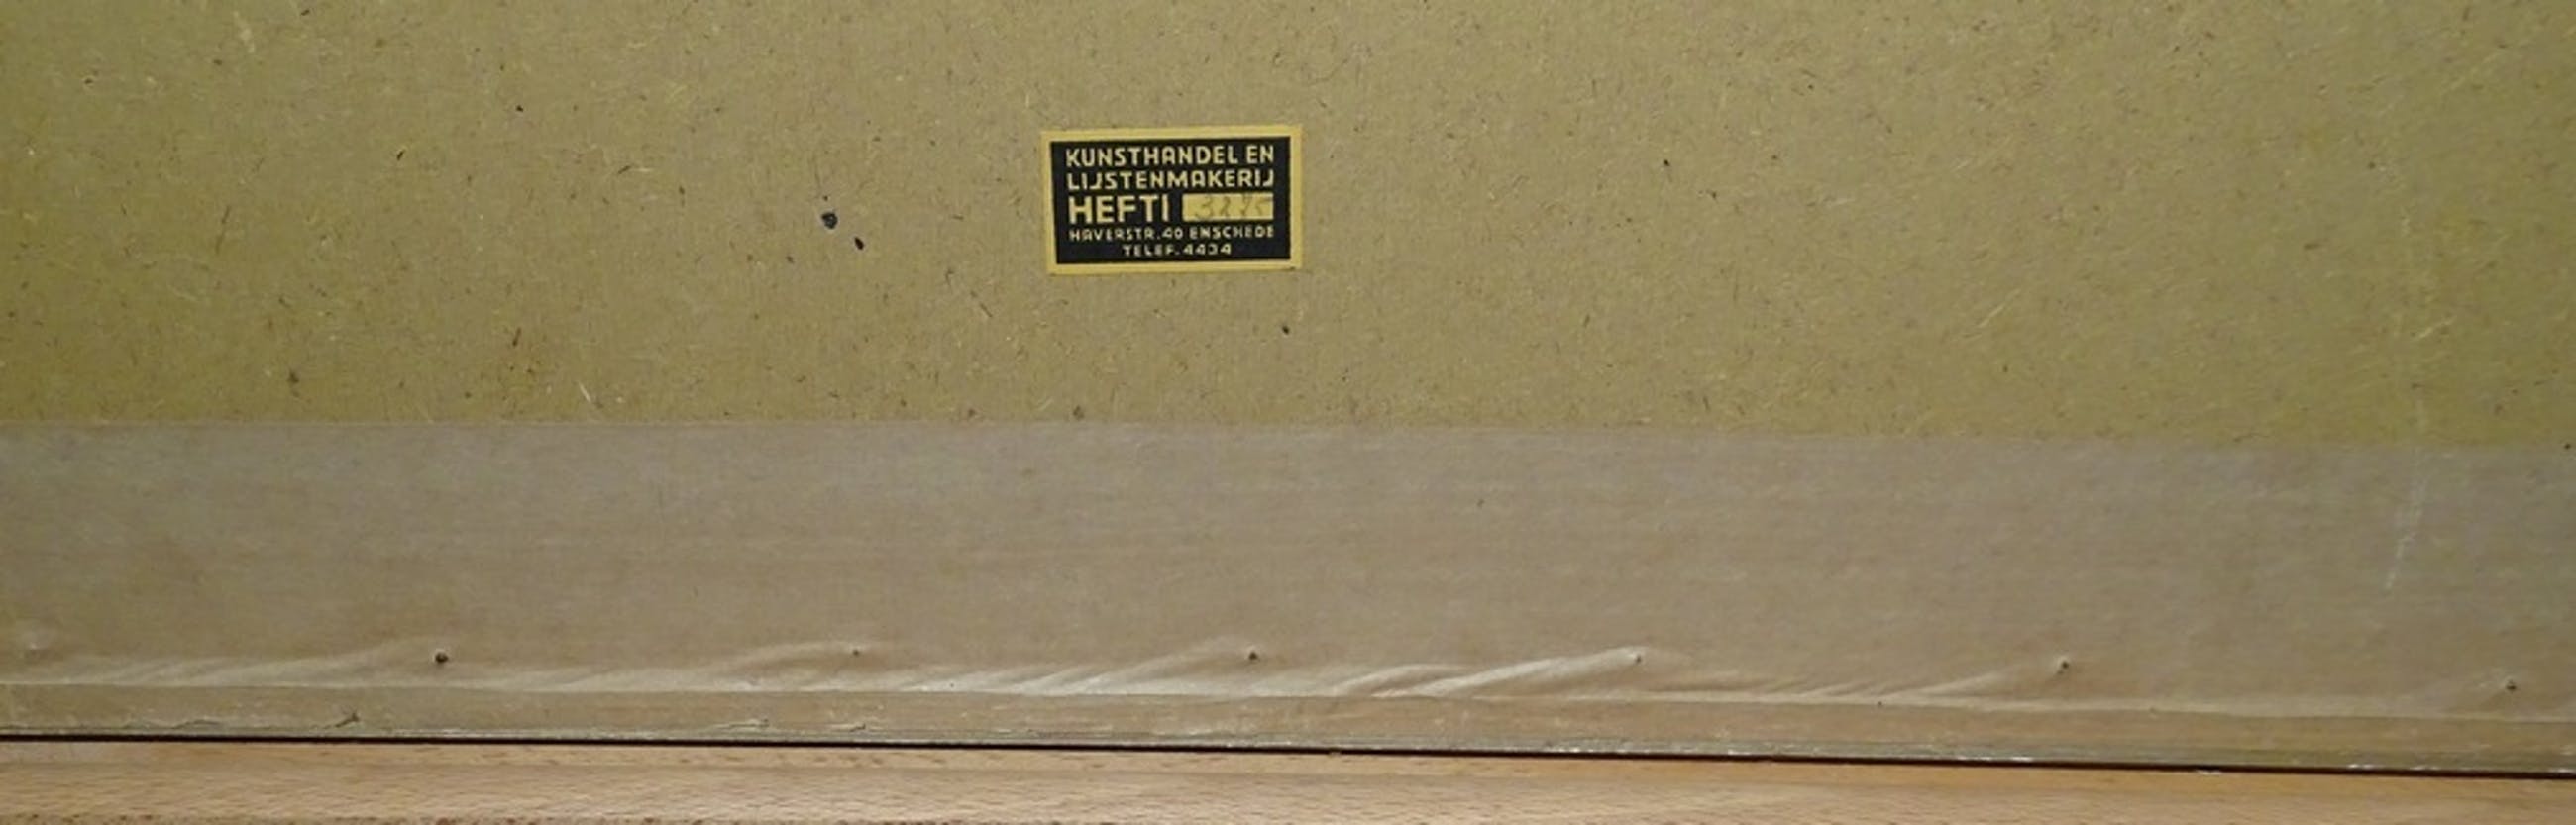 KUNSTHANDEL EN
LIJSTENMAKERIJ
HEFTI
HAVERSTR. 40 ENSCHEDE
TELEF. 4434